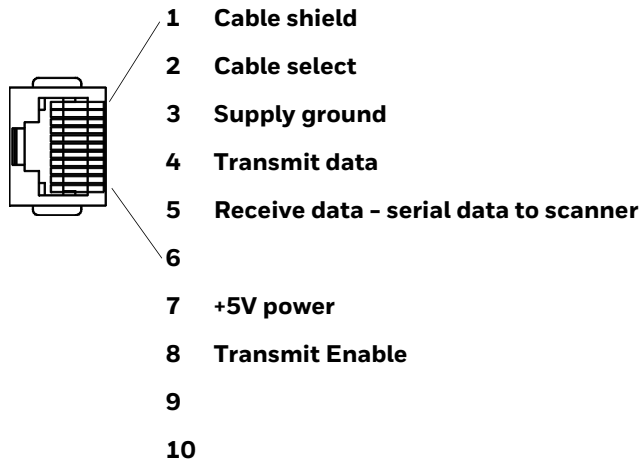 1 Cable shield
2 Cable select
3 Supply ground
4 Transmit data
5 Receive data - serial data to scanner
6
7 +5V power
8 Transmit Enable
9
10